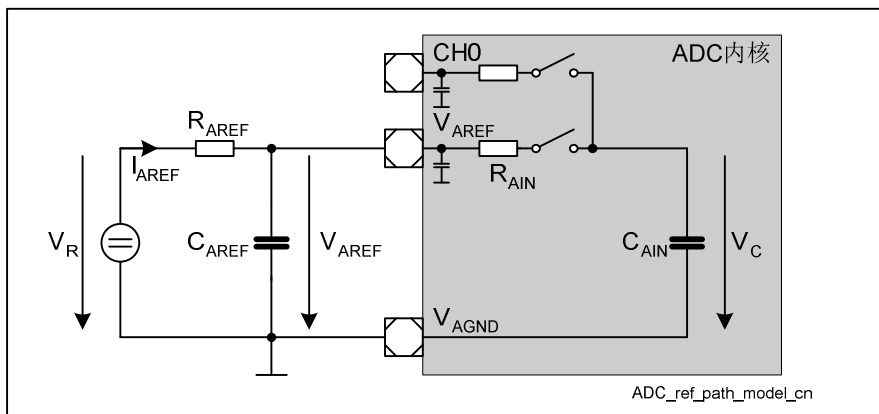 CH0
ADC内核
R_AREF
V_AREF
I_AREF
R_AIN
V_R
C_AREF
V_AREF
C_AIN
V_C
V_AGND
ADC_ref_path_model_cn